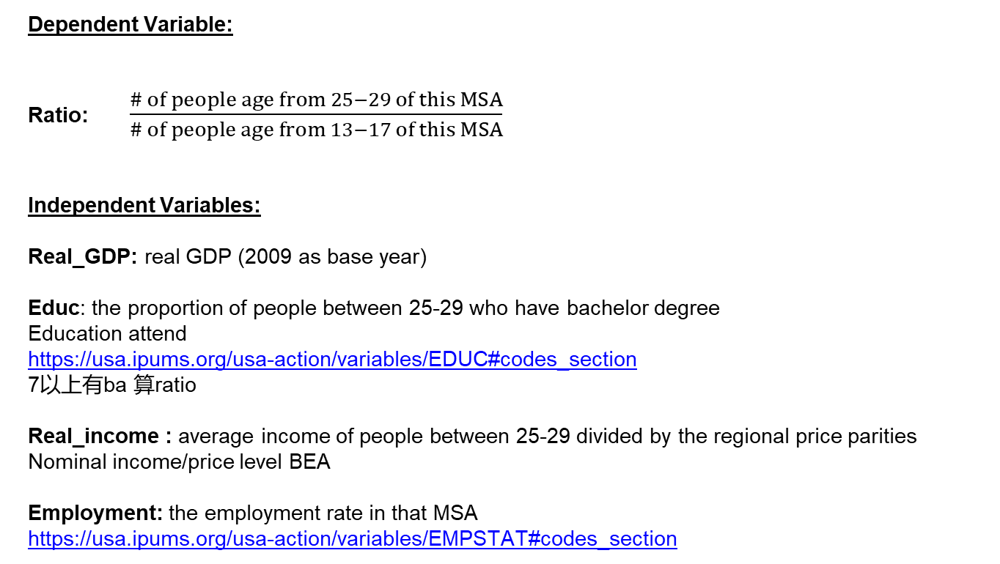 Dependent Variable:
Ratio:
# of people age from 25−29 of this MSA
# of people age from 13−17 of this MSA
Independent Variables:
Real_GDP: real GDP (2009 as base year)
Educ: the proportion of people between 25-29 who have bachelor degree
Education attend
https://usa.ipums.org/usa-action/variables/EDUC#codes_section
7以上有ba 算ratio
Real_income : average income of people between 25-29 divided by the regional price parities
Nominal income/price level BEA
Employment: the employment rate in that MSA
https://usa.ipums.org/usa-action/variables/EMPSTAT#codes_section